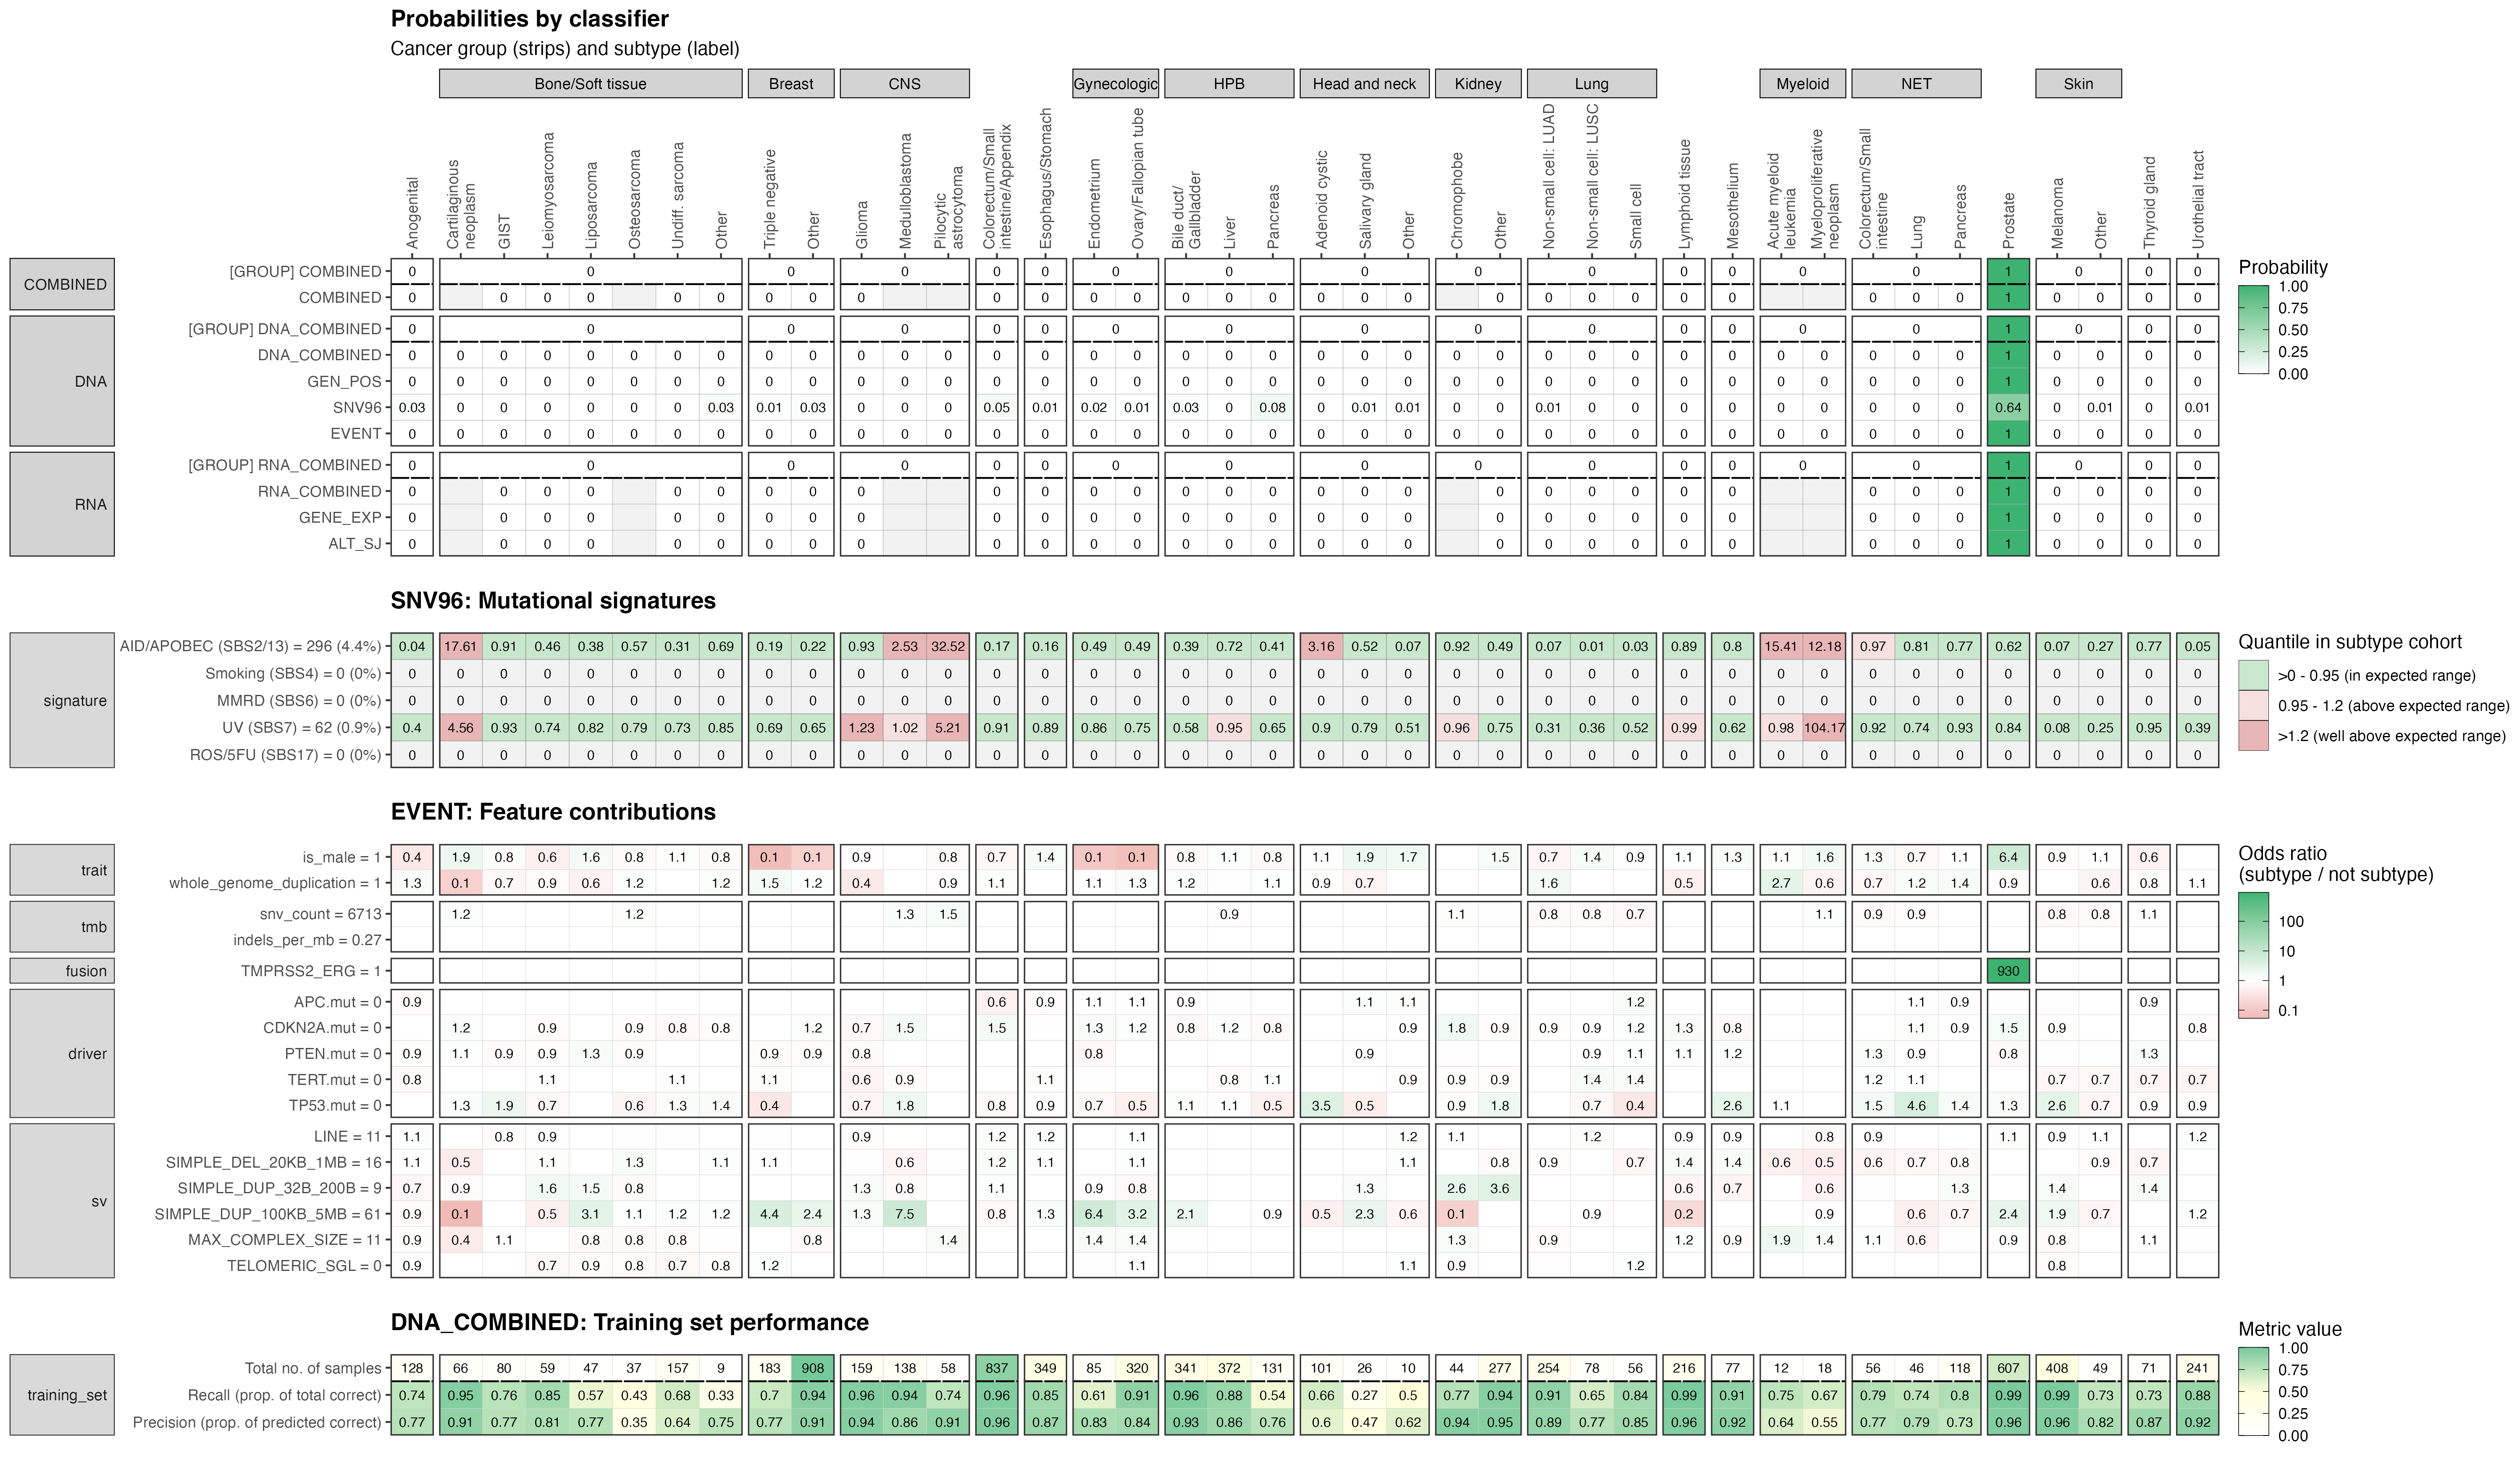 Probabilities by classifier
Cancer group (strips) and subtype (label)
Bone/Soft tissue Breast CNS Gynecologic HPB Head and neck Kidney Lung Myeloid NET Skin
Anogenital
Cartilaginous
neoplasm
GIST
Leiomyosarcoma
Liposarcoma
Osteosarcoma
Undiff. sarcoma
Other
Triple negative
Other
Glioma
Medulloblastoma
Pilocytic
astrocytoma
Colorectum/Small
intestine/Appendix
Esophagus/Stomach
Endometrium
Ovary/Fallopian tube
Bile duct/
Gallbladder
Liver
Pancreas
Adenoid cystic
Salivary gland
Other
Chromophobe
Other
Non-small cell: LUAD
Non-small cell: LUSC
Small cell
Lymphoid tissue
Mesothelium
Acute myeloid
leukemia
Myeloproliferative
neoplasm
Colorectum/Small
intestine
Lung
Pancreas
Prostate
Melanoma
Other
Thyroid gland
Urothelial tract
COMBINED
[GROUP] COMBINED 0 0 0 0 0 0 0 0 0 0 0 0 0 0 0 1 0 0 0
COMBINED 0 0 0 0 0 0 0 0 0 0 0 0 0 0 0 0 0 0 0 0 0 0 0 0 0 0 0 0 0 1 0 0 0 0
DNA
[GROUP] DNA_COMBINED 0 0 0 0 0 0 0 0 0 0 0 0 0 0 0 1 0 0 0
DNA_COMBINED 0 0 0 0 0 0 0 0 0 0 0 0 0 0 0 0 0 0 0 0 0 0 0 0 0 0 0 0 0 0 0 0 0 0 0 1 0 0 0 0
GEN_POS 0 0 0 0 0 0 0 0 0 0 0 0 0 0 0 0 0 0 0 0 0 0 0 0 0 0 0 0 0 0 0 0 0 0 0 1 0 0 0 0
SNV96 0.03 0 0 0 0 0 0 0.03 0.01 0.03 0 0 0 0.05 0.01 0.02 0.01 0.03 0 0.08 0 0.01 0.01 0 0 0.01 0 0 0 0 0 0 0 0 0 0.64 0 0.01 0 0.01
EVENT 0 0 0 0 0 0 0 0 0 0 0 0 0 0 0 0 0 0 0 0 0 0 0 0 0 0 0 0 0 0 0 0 0 0 0 1 0 0 0 0
RNA
[GROUP] RNA_COMBINED 0 0 0 0 0 0 0 0 0 0 0 0 0 0 0 1 0 0 0
RNA_COMBINED 0 0 0 0 0 0 0 0 0 0 0 0 0 0 0 0 0 0 0 0 0 0 0 0 0 0 0 0 0 1 0 0 0 0
GENE_EXP 0 0 0 0 0 0 0 0 0 0 0 0 0 0 0 0 0 0 0 0 0 0 0 0 0 0 0 0 0 1 0 0 0 0
ALT_SJ 0 0 0 0 0 0 0 0 0 0 0 0 0 0 0 0 0 0 0 0 0 0 0 0 0 0 0 0 0 1 0 0 0 0
Probability
1.00
0.75
0.50
0.25
0.00
SNV96: Mutational signatures
signature
AID/APOBEC (SBS2/13) = 296 (4.4%) 0.04 17.61 0.91 0.46 0.38 0.57 0.31 0.69 0.19 0.22 0.93 2.53 32.52 0.17 0.16 0.49 0.49 0.39 0.72 0.41 3.16 0.52 0.07 0.92 0.49 0.07 0.01 0.03 0.89 0.8 15.41 12.18 0.97 0.81 0.77 0.62 0.07 0.27 0.77 0.05
Smoking (SBS4) = 0 (0%) 0 0 0 0 0 0 0 0 0 0 0 0 0 0 0 0 0 0 0 0 0 0 0 0 0 0 0 0 0 0 0 0 0 0 0 0 0 0 0 0
MMRD (SBS6) = 0 (0%) 0 0 0 0 0 0 0 0 0 0 0 0 0 0 0 0 0 0 0 0 0 0 0 0 0 0 0 0 0 0 0 0 0 0 0 0 0 0 0 0
UV (SBS7) = 62 (0.9%) 0.4 4.56 0.93 0.74 0.82 0.79 0.73 0.85 0.69 0.65 1.23 1.02 5.21 0.91 0.89 0.86 0.75 0.58 0.95 0.65 0.9 0.79 0.51 0.96 0.75 0.31 0.36 0.52 0.99 0.62 0.98 104.17 0.92 0.74 0.93 0.84 0.08 0.25 0.95 0.39
ROS/5FU (SBS17) = 0 (0%) 0 0 0 0 0 0 0 0 0 0 0 0 0 0 0 0 0 0 0 0 0 0 0 0 0 0 0 0 0 0 0 0 0 0 0 0 0 0 0 0
Quantile in subtype cohort
>0 - 0.95 (in expected range)
0.95 - 1.2 (above expected range)
>1.2 (well above expected range)
EVENT: Feature contributions
trait
is_male = 1 0.4 1.9 0.8 0.6 1.6 0.8 1.1 0.8 0.1 0.1 0.9 0.8 0.7 1.4 0.1 0.1 0.8 1.1 0.8 1.1 1.9 1.7 1.5 0.7 1.4 0.9 1.1 1.3 1.1 1.6 1.3 0.7 1.1 6.4 0.9 1.1 0.6
whole_genome_duplication = 1 1.3 0.1 0.7 0.9 0.6 1.2 1.2 1.5 1.2 0.4 0.9 1.1 1.1 1.3 1.2 1.1 0.9 0.7 1.6 0.5 2.7 0.6 0.7 1.2 1.4 0.9 0.6 0.8 1.1
tmb
snv_count = 6713 1.2 1.2 1.3 1.5 0.9 1.1 0.8 0.8 0.7 1.1 0.9 0.9 0.8 0.8 1.1
indels_per_mb = 0.27
fusion
TMPRSS2_ERG = 1 930
driver
APC.mut = 0 0.9 0.6 0.9 1.1 1.1 0.9 1.1 1.1 1.2 1.1 0.9 0.9
CDKN2A.mut = 0 1.2 0.9 0.9 0.8 0.8 1.2 0.7 1.5 1.5 1.3 1.2 0.8 1.2 0.8 0.9 1.8 0.9 0.9 0.9 1.2 1.3 0.8 1.1 0.9 1.5 0.9 0.8
PTEN.mut = 0 0.9 1.1 0.9 0.9 1.3 0.9 0.9 0.9 0.8 0.8 0.9 0.9 1.1 1.1 1.2 1.3 0.9 0.8 1.3
TERT.mut = 0 0.8 1.1 1.1 1.1 0.6 0.9 1.1 0.8 1.1 0.9 0.9 0.9 1.4 1.4 1.2 1.1 0.7 0.7 0.7 0.7
TP53.mut = 0 1.3 1.9 0.7 0.6 1.3 1.4 0.4 0.7 1.8 0.8 0.9 0.7 0.5 1.1 1.1 0.5 3.5 0.5 0.9 1.8 0.7 0.4 2.6 1.1 1.5 4.6 1.4 1.3 2.6 0.7 0.9 0.9
sv
LINE = 11 1.1 0.8 0.9 0.9 1.2 1.2 1.1 1.2 1.1 1.2 0.9 0.9 0.8 0.9 1.1 0.9 1.1 1.2
SIMPLE_DEL_20KB_1MB = 16 1.1 0.5 1.1 1.3 1.1 1.1 0.6 1.2 1.1 1.1 1.1 0.8 0.9 0.7 1.4 1.4 0.6 0.5 0.6 0.7 0.8 0.9 0.7
SIMPLE_DUP_32B_200B = 9 0.7 0.9 1.6 1.5 0.8 1.3 0.8 1.1 0.9 0.8 1.3 2.6 3.6 0.6 0.7 0.6 1.3 1.4 1.4
SIMPLE_DUP_100KB_5MB = 61 0.9 0.1 0.5 3.1 1.1 1.2 1.2 4.4 2.4 1.3 7.5 0.8 1.3 6.4 3.2 2.1 0.9 0.5 2.3 0.6 0.1 0.9 0.2 0.9 0.6 0.7 2.4 1.9 0.7 1.2
MAX_COMPLEX_SIZE = 11 0.9 0.4 1.1 0.8 0.8 0.8 0.8 1.4 1.4 1.4 1.3 0.9 1.2 0.9 1.9 1.4 1.1 0.6 0.9 0.8 1.1
TELOMERIC_SGL = 0 0.9 0.7 0.9 0.8 0.7 0.8 1.2 1.1 1.1 0.9 1.2 0.8
Odds ratio
(subtype / not subtype)
100
10
1
0.1
DNA_COMBINED: Training set performance
training_set
Total no. of samples 128 66 80 59 47 37 157 9 183 908 159 138 58 837 349 85 320 341 372 131 101 26 10 44 277 254 78 56 216 77 12 18 56 46 118 607 408 49 71 241
Recall (prop. of total correct) 0.74 0.95 0.76 0.85 0.57 0.43 0.68 0.33 0.7 0.94 0.96 0.94 0.74 0.96 0.85 0.61 0.91 0.96 0.88 0.54 0.66 0.27 0.5 0.77 0.94 0.91 0.65 0.84 0.99 0.91 0.75 0.67 0.79 0.74 0.8 0.99 0.99 0.73 0.73 0.88
Precision (prop. of predicted correct) 0.77 0.91 0.77 0.81 0.77 0.35 0.64 0.75 0.77 0.91 0.94 0.86 0.91 0.96 0.87 0.83 0.84 0.93 0.86 0.76 0.6 0.47 0.62 0.94 0.95 0.89 0.77 0.85 0.96 0.92 0.64 0.55 0.77 0.79 0.73 0.96 0.96 0.82 0.87 0.92
Metric value
1.00
0.75
0.50
0.25
0.00